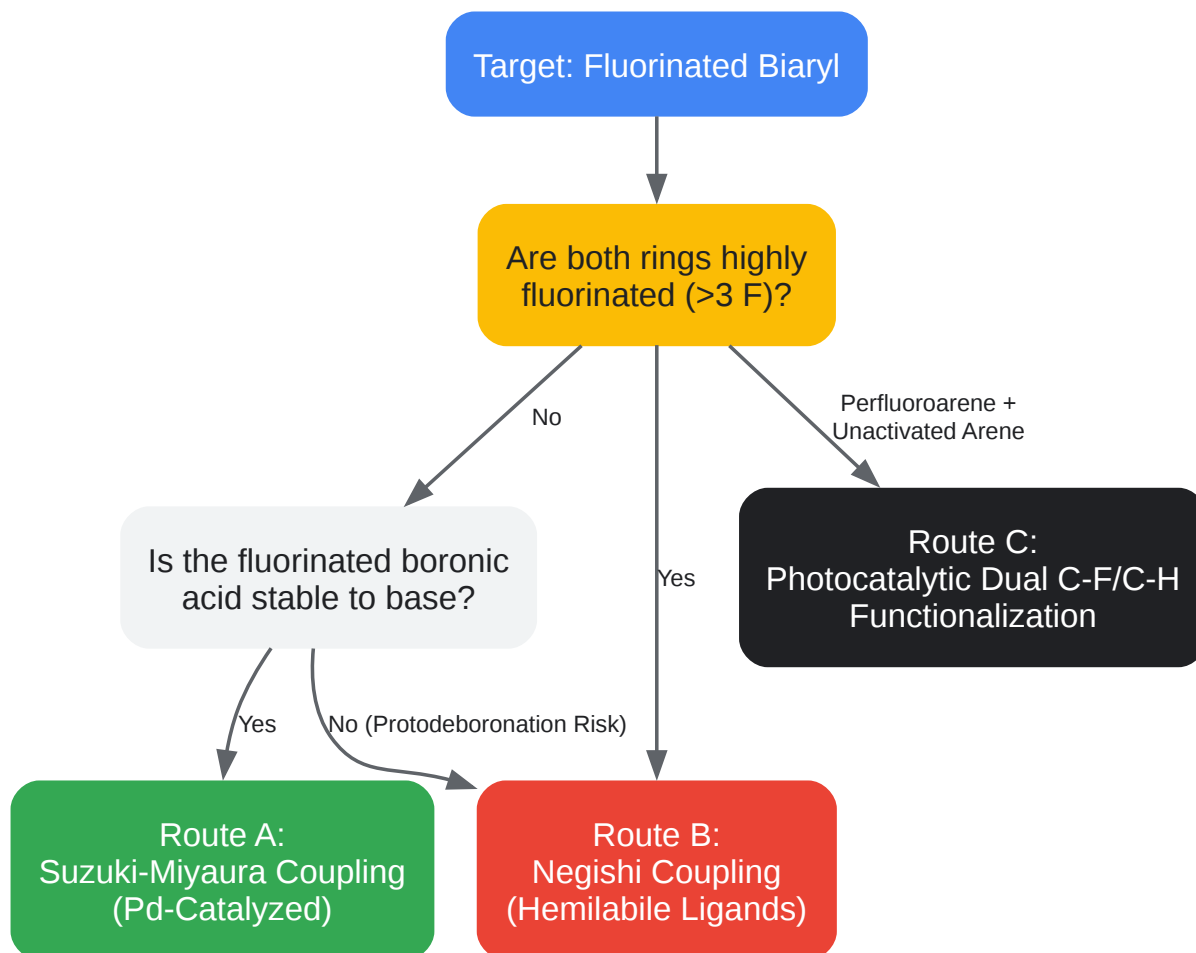 Target: Fluorinated Biaryl
Are both rings highly
fluorinated (>3 F)?
No
Perfluoroarene +
Unactivated Arene
Is the fluorinated boronic
acid stable to base?
Yes
Route C:
Photocatalytic Dual C-F/C-H
Functionalization
Yes
No (Protodeboronation Risk)
Route A:
Suzuki-Miyaura Coupling
(Pd-Catalyzed)
Route B:
Negishi Coupling
(Hemilabile Ligands)